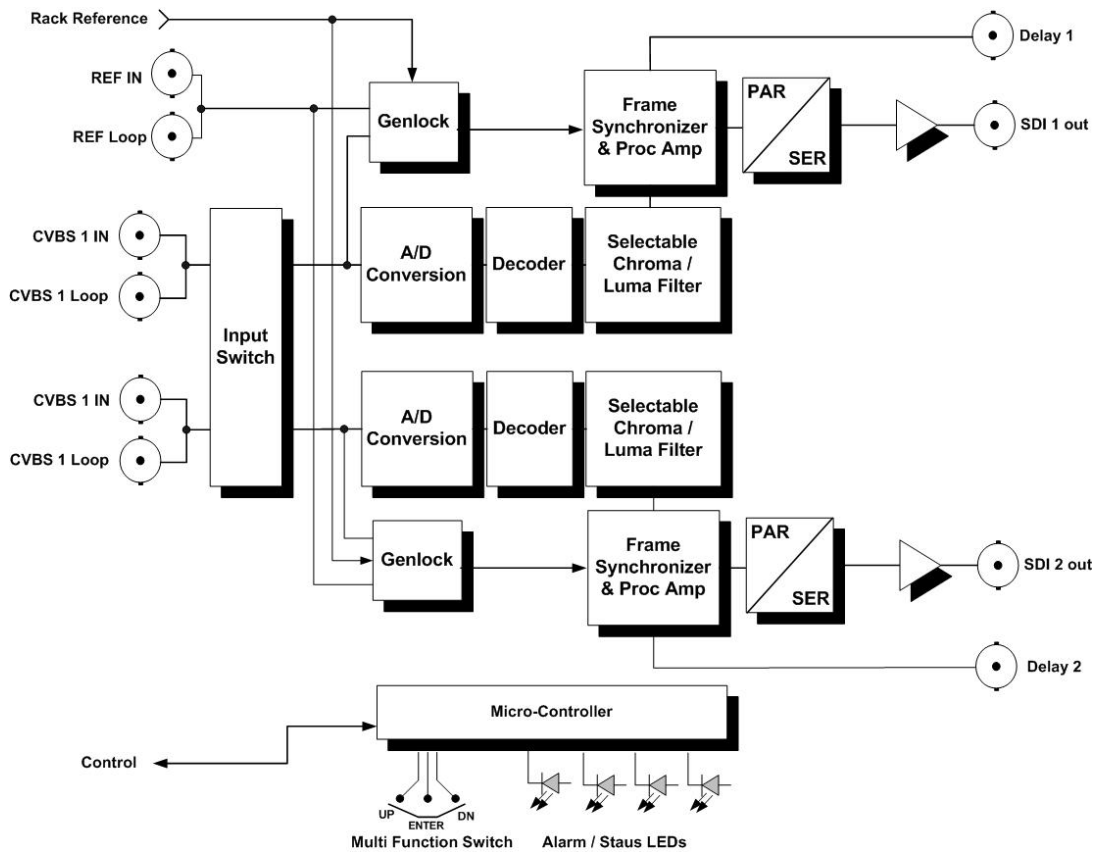 Rack Reference
REF IN
REF Loop
Genlock
Frame
Synchronizer
& Proc Amp
PAR
SER
Delay 1
SDI 1 out
CVBS 1 IN
CVBS 1 Loop
Input
Switch
A/D
Conversion
Decoder
Selectable
Chroma /
Luma Filter
CVBS 1 IN
CVBS 1 Loop
A/D
Conversion
Decoder
Selectable
Chroma /
Luma Filter
Genlock
Frame
Synchronizer
& Proc Amp
PAR
SER
SDI 2 out
Delay 2
Micro-Controller
Control
UP
ENTER
DN
Multi Function Switch
Alarm / Staus LEDs